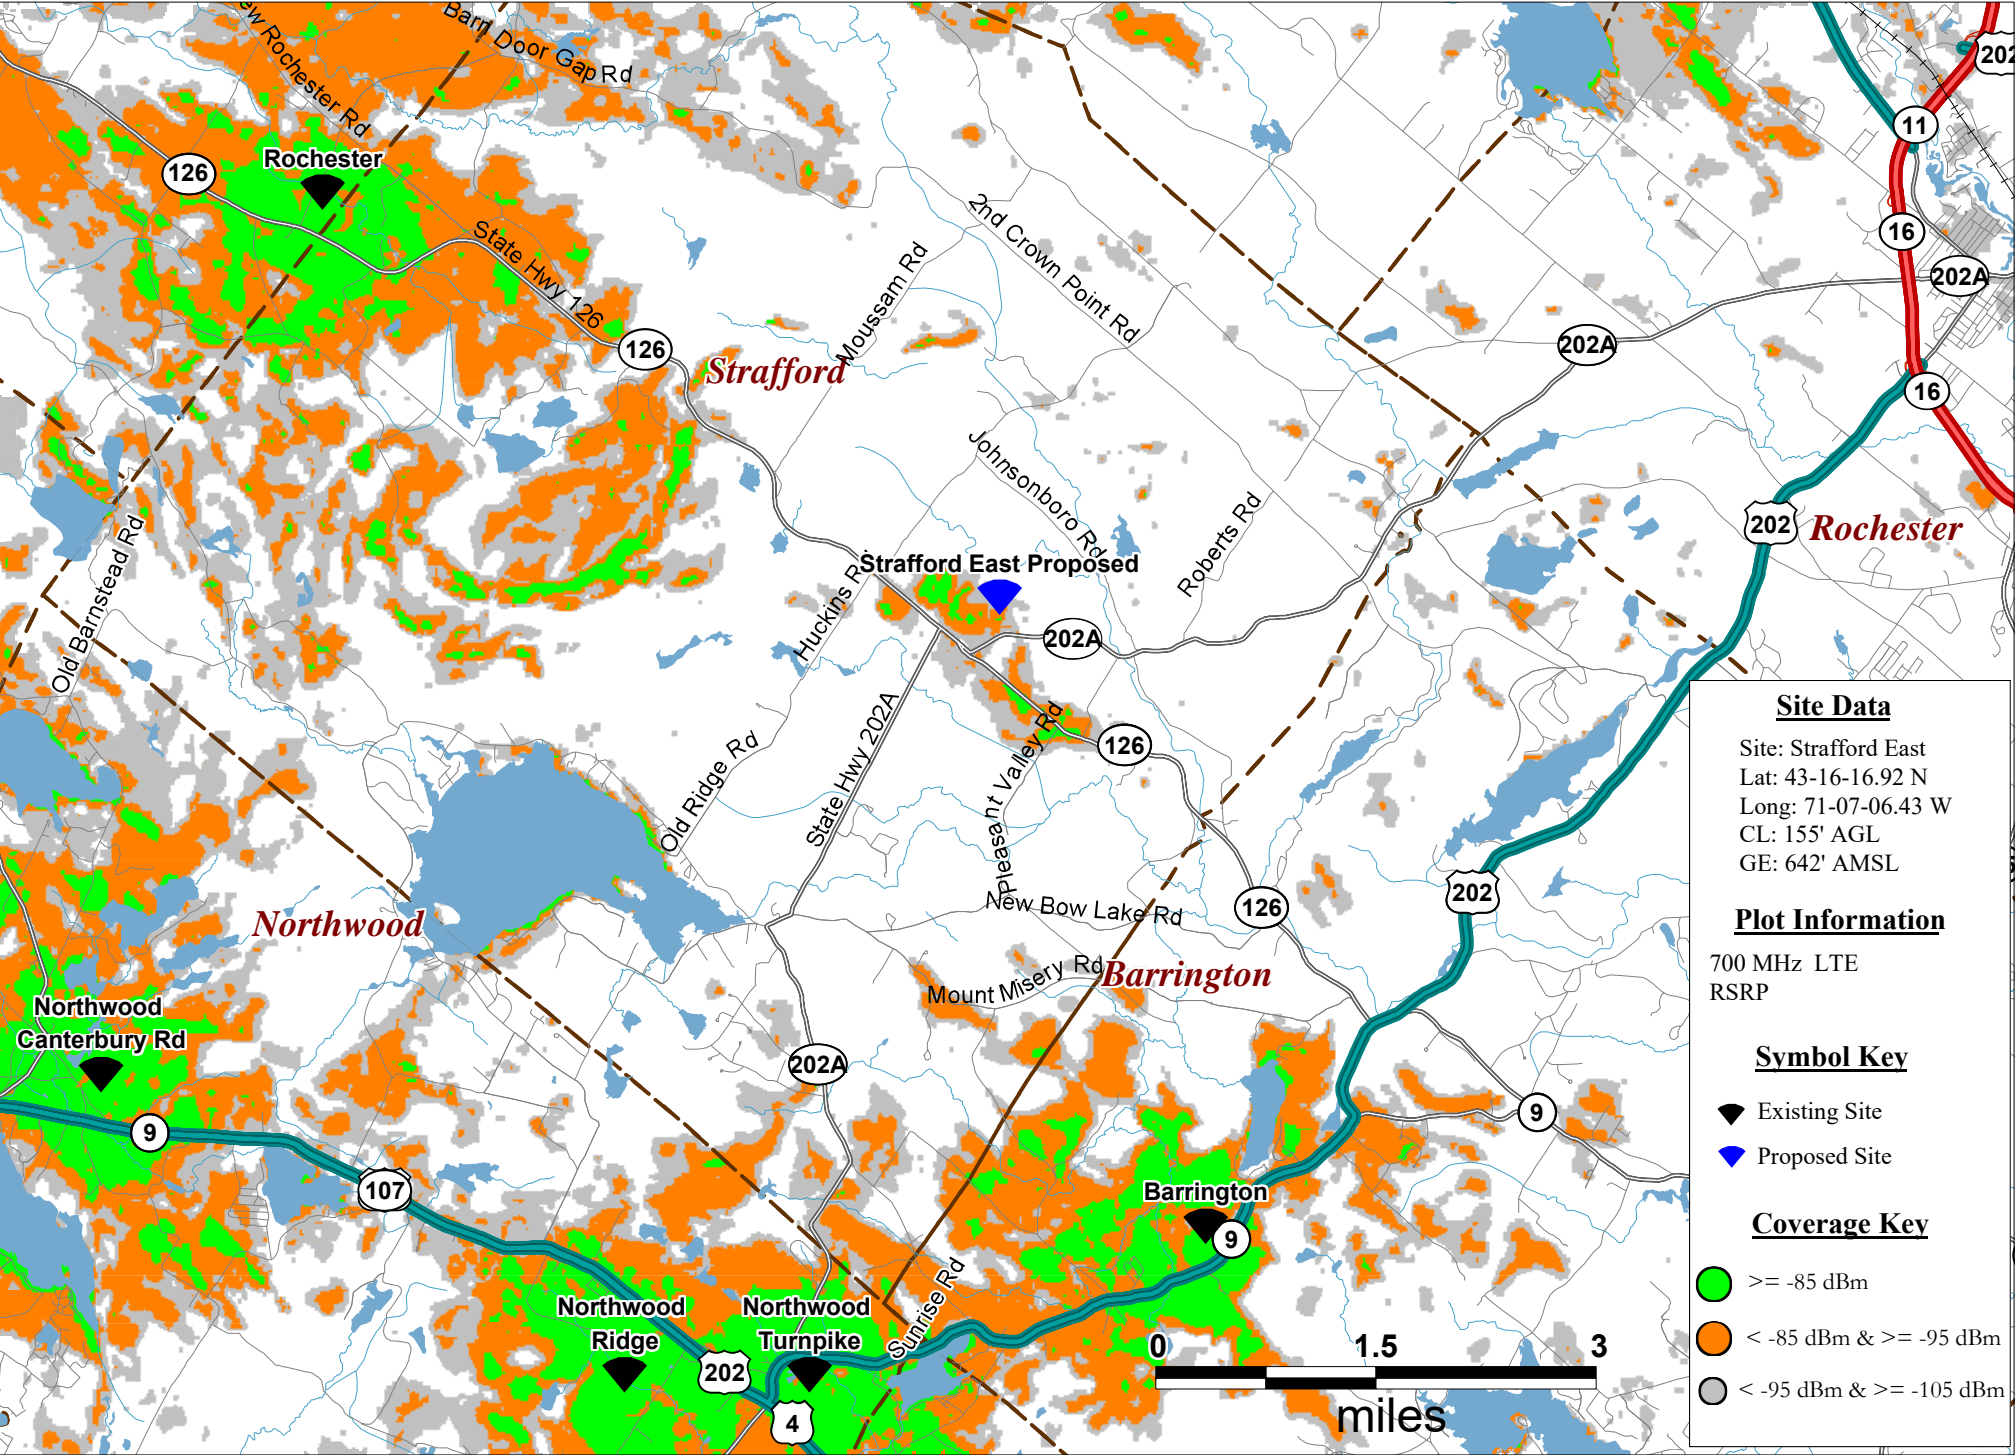 Barn Door Gap Rd
ew Rochester Rd
202
11
Rochester
126
16
2nd Crown Point Rd
State Hwy 126
Moussam Rd
202A
126
202A
Strafford
16
Johnsonboro Rd
Roberts Rd
202
Rochester
Old Barnstead Rd
Strafford East Proposed
Huckins R
202A
State Hwy 202A
Pleasant Valley Rd
126
Old Ridge Rd
202
New Bow Lake Rd
126
Northwood
Mount Misery Rd
Barrington
Northwood
Canterbury Rd
202A
9
9
107
Barrington
9
Sunrise Rd
Northwood
Ridge
Northwood
Turnpike
202
4
0 1.5 3
miles
Site Data
Site: Strafford East
Lat: 43-16-16.92 N
Long: 71-07-06.43 W
CL: 155' AGL
GE: 642' AMSL
Plot Information
700 MHz LTE
RSRP
Symbol Key
Existing Site
Proposed Site
Coverage Key
>= -85 dBm
< -85 dBm & >= -95 dBm
< -95 dBm & >= -105 dBm